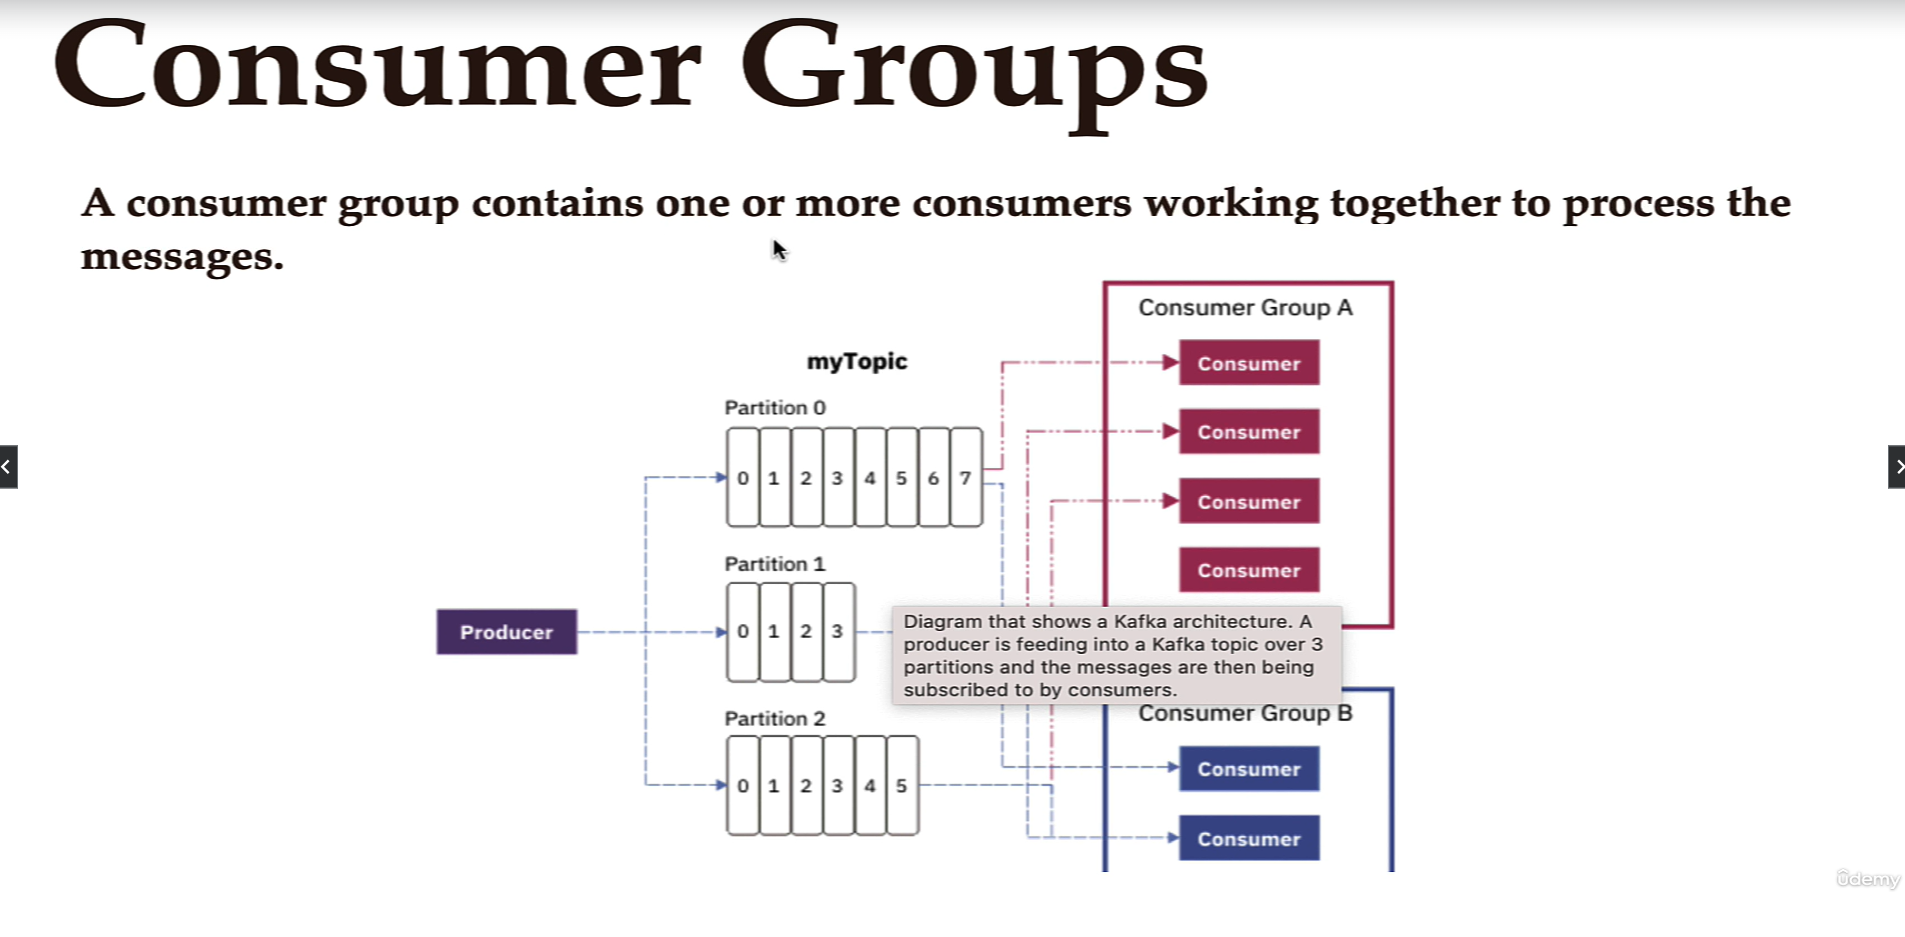 Consumer Groups
A consumer group contains one or more consumers working together to process the
messages.
Consumer Group A
Consumer
Consumer
Consumer
Consumer
myTopic
Partition 0
0 1 2 3 4 5 6 7
Partition 1
0 1 2 3
Producer
Partition 2
0 1 2 3 4 5
Diagram that shows a Kafka architecture. A
producer is feeding into a Kafka topic over 3
partitions and the messages are then being
subscribed to by consumers.
Consumer Group B
Consumer
Consumer
ûdemy